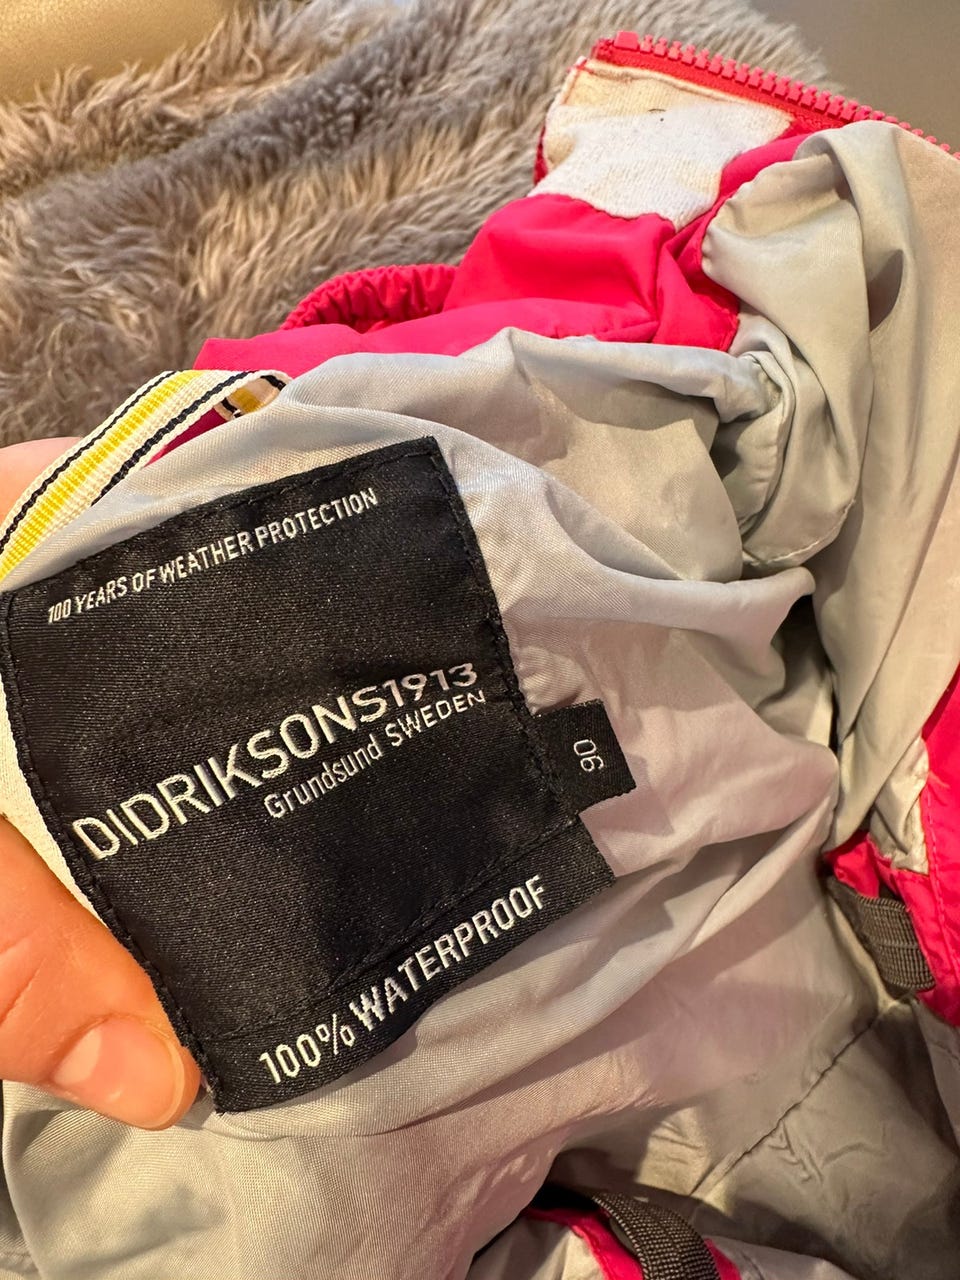 100 YEARS OF WEATHER PROTECTION
DIDRIKSONS1913
Grundsund SWEDEN
90
100% WATERPROOF